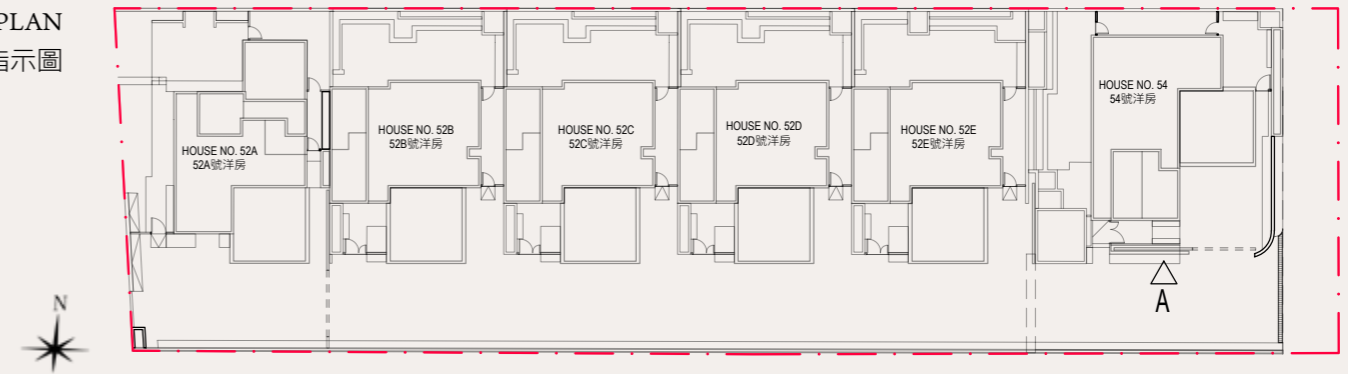 PLAN
指示圖
HOUSE NO. 52A
52A號洋房
HOUSE NO. 52B
52B號洋房
HOUSE NO. 52C
52C號洋房
HOUSE NO. 52D
52D號洋房
HOUSE NO. 52E
52E號洋房
HOUSE NO. 54
54號洋房
A
N